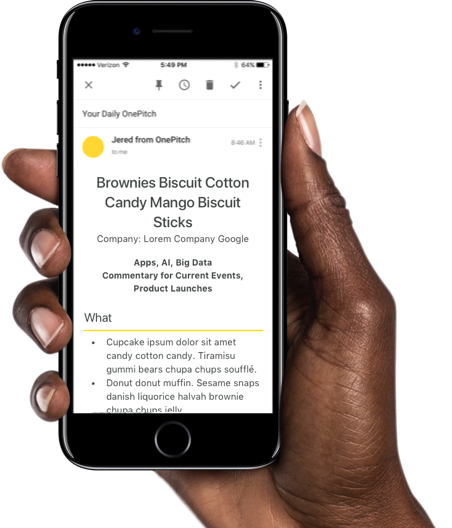 Verizon 5:49 PM 64%
Your Daily OnePitch
Jered from OnePitch 8:46 AM
to me
Brownies Biscuit Cotton
Candy Mango Biscuit
Sticks
Company: Lorem Company Google
Apps, AI, Big Data
Commentary for Current Events,
Product Launches
What
• Cupcake ipsum dolor sit amet
candy cotton candy. Tiramisu
gummi bears chupa chups soufflé.
• Donut donut muffin. Sesame snaps
danish liquorice halvah brownie
chupa chups jelly